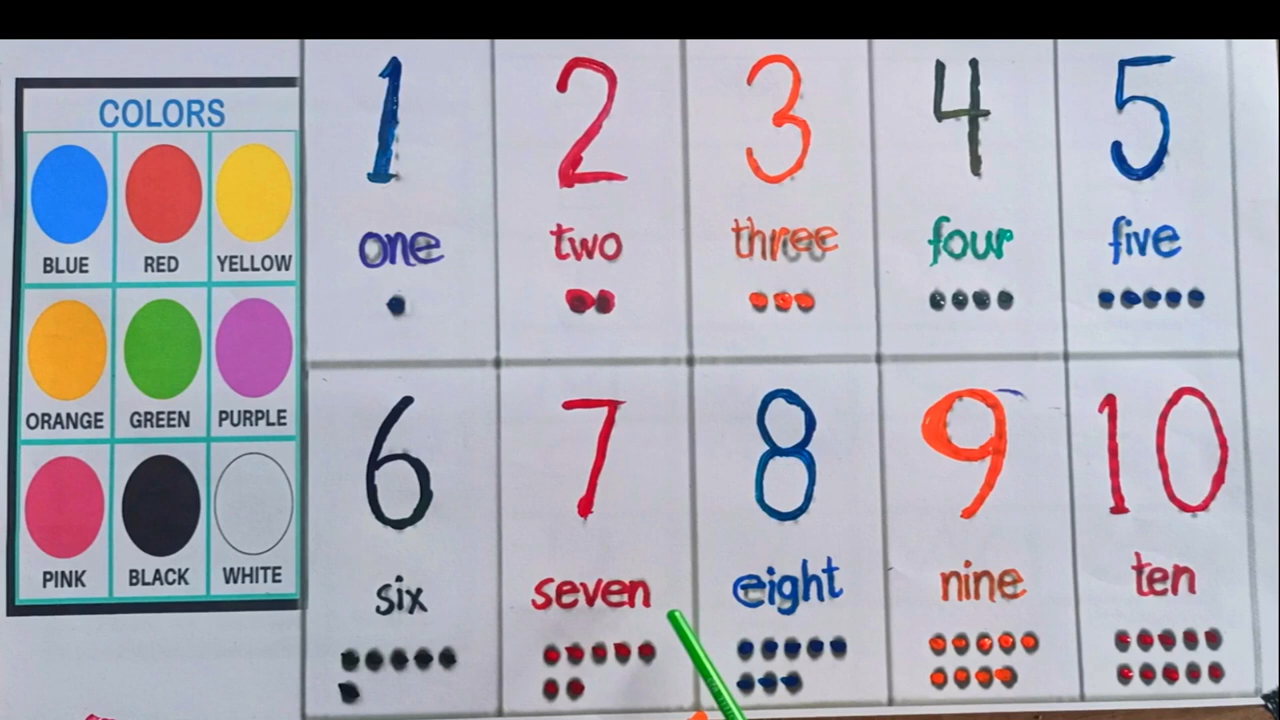 COLORS
BLUE RED YELLOW
ORANGE GREEN PURPLE
PINK BLACK WHITE
1 2 3 4 5
one two three four five
6 7 8 9 10
six seven eight nine ten